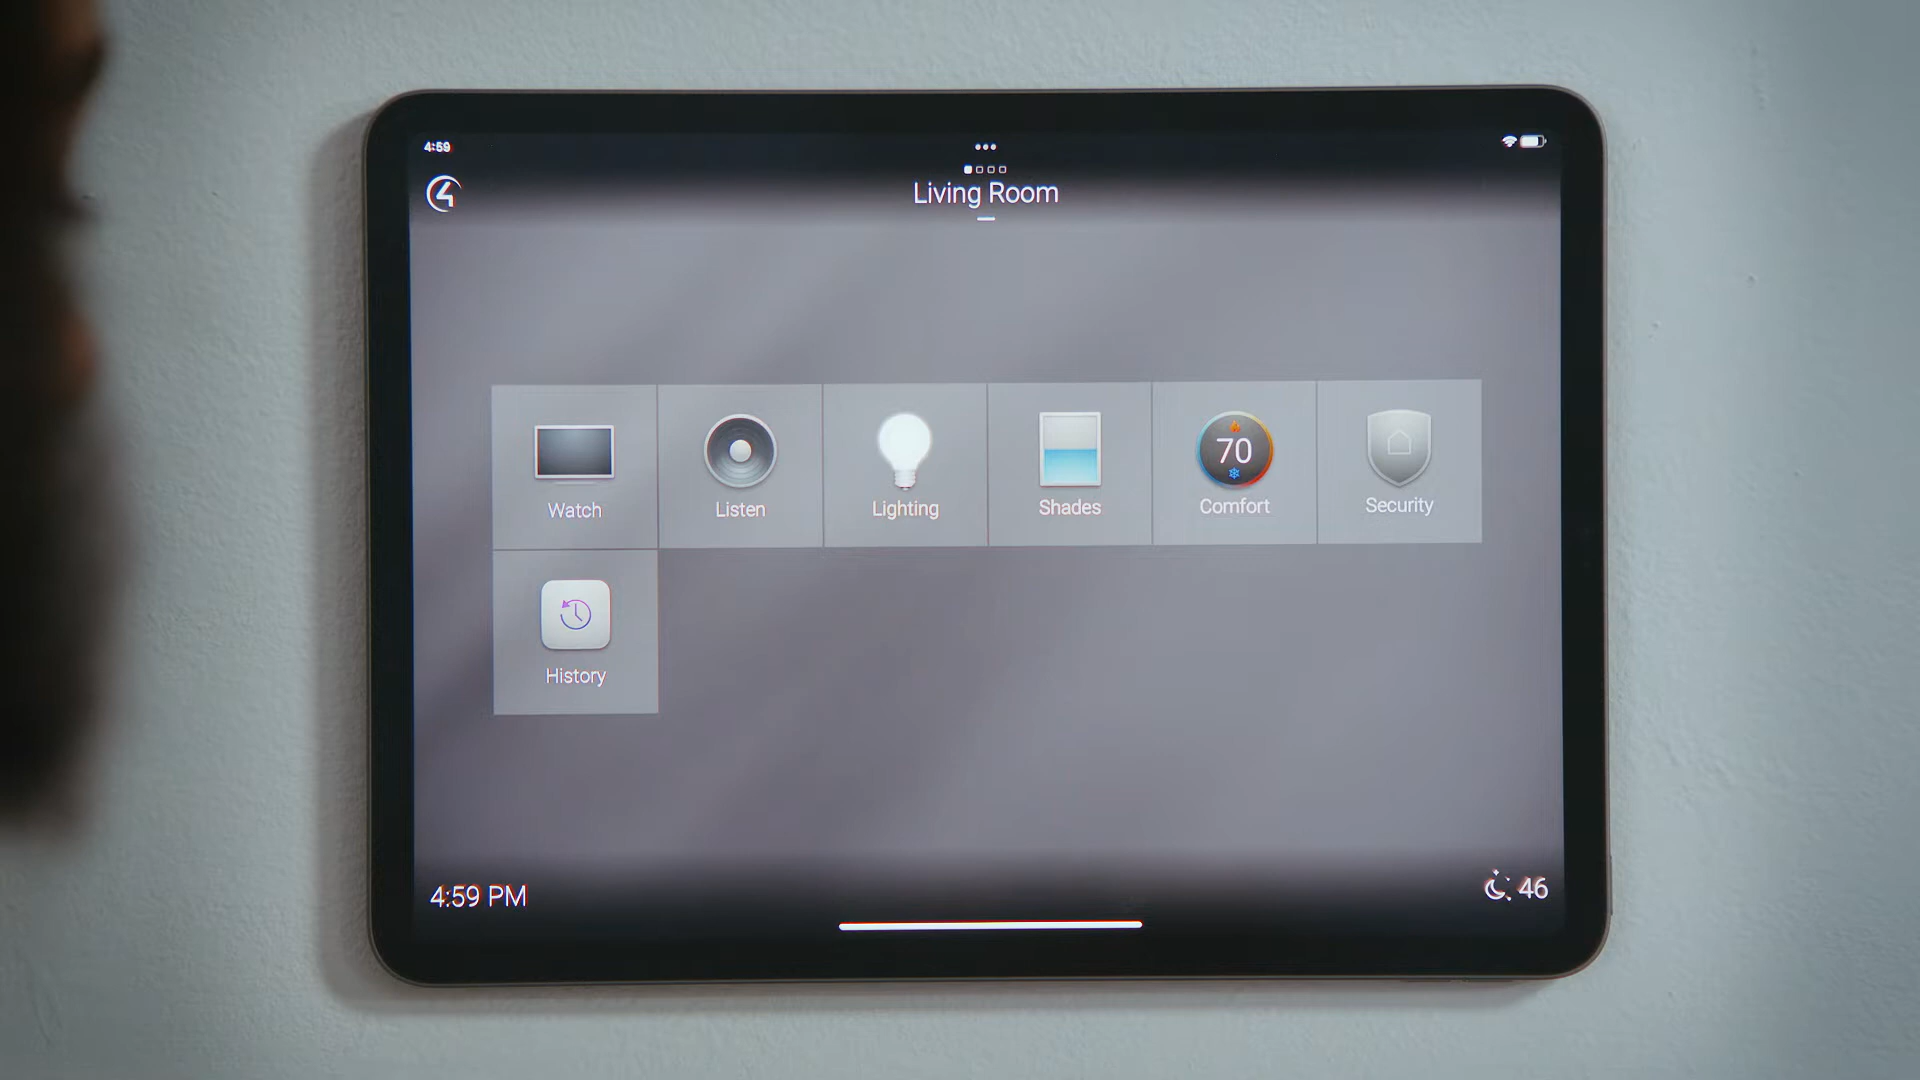 4:59
Living Room
Watch
Listen
Lighting
70
Comfort
Shades
Security
History
4:59 PM
46